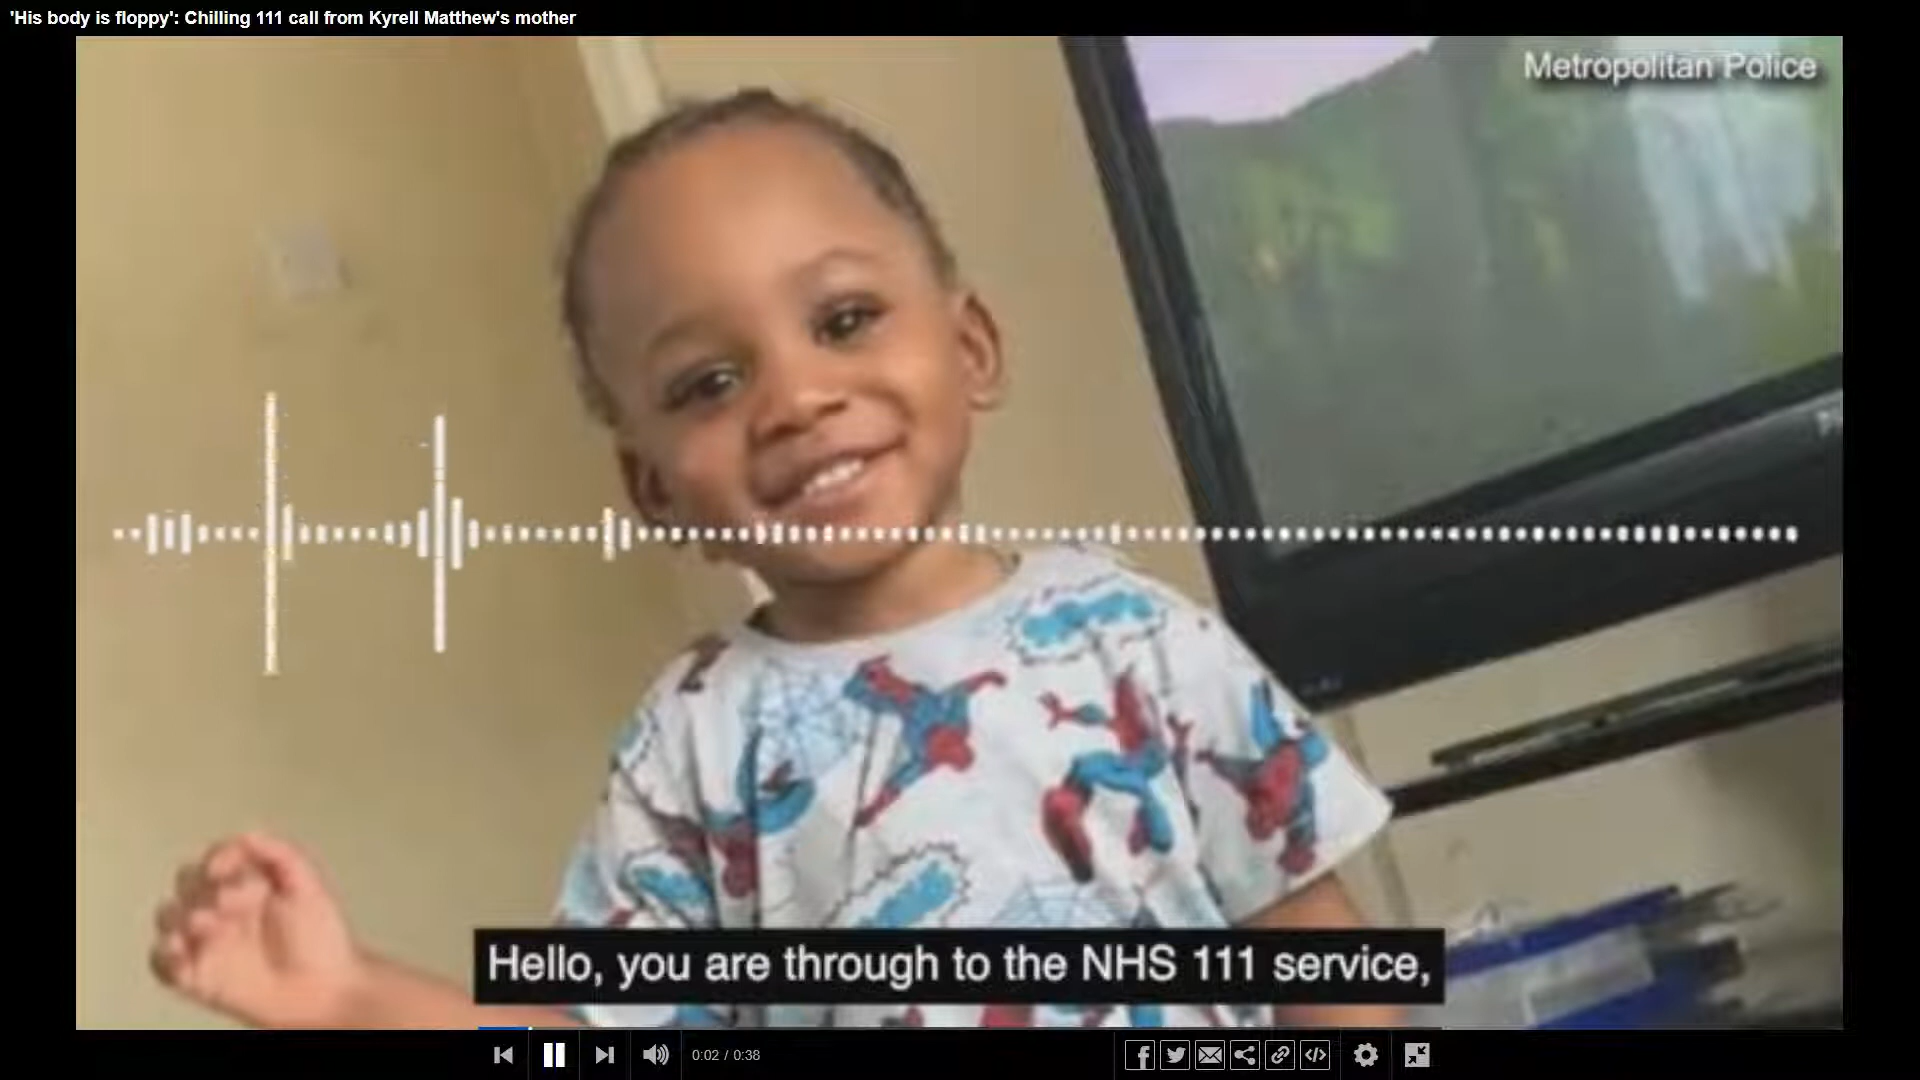 'His body is floppy': Chilling 111 call from Kyrell Matthew's mother
Metropolitan Police
Hello, you are through to the NHS 111 service,
0:02 / 0:38